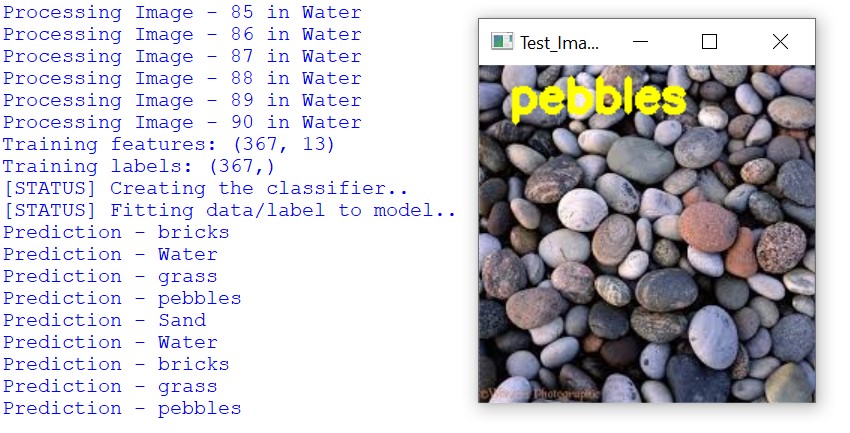 Processing Image - 85 in Water
Processing Image - 86 in Water
Processing Image - 87 in Water
Processing Image - 88 in Water
Processing Image - 89 in Water
Processing Image - 90 in Water
Training features: (367, 13)
Training labels: (367,)
[STATUS] Creating the classifier..
[STATUS] Fitting data/label to model..
Prediction - bricks
Prediction - Water
Prediction - grass
Prediction - pebbles
Prediction - Sand
Prediction - Water
Prediction - bricks
Prediction - grass
Prediction - pebbles
Test_Ima...
pebbles